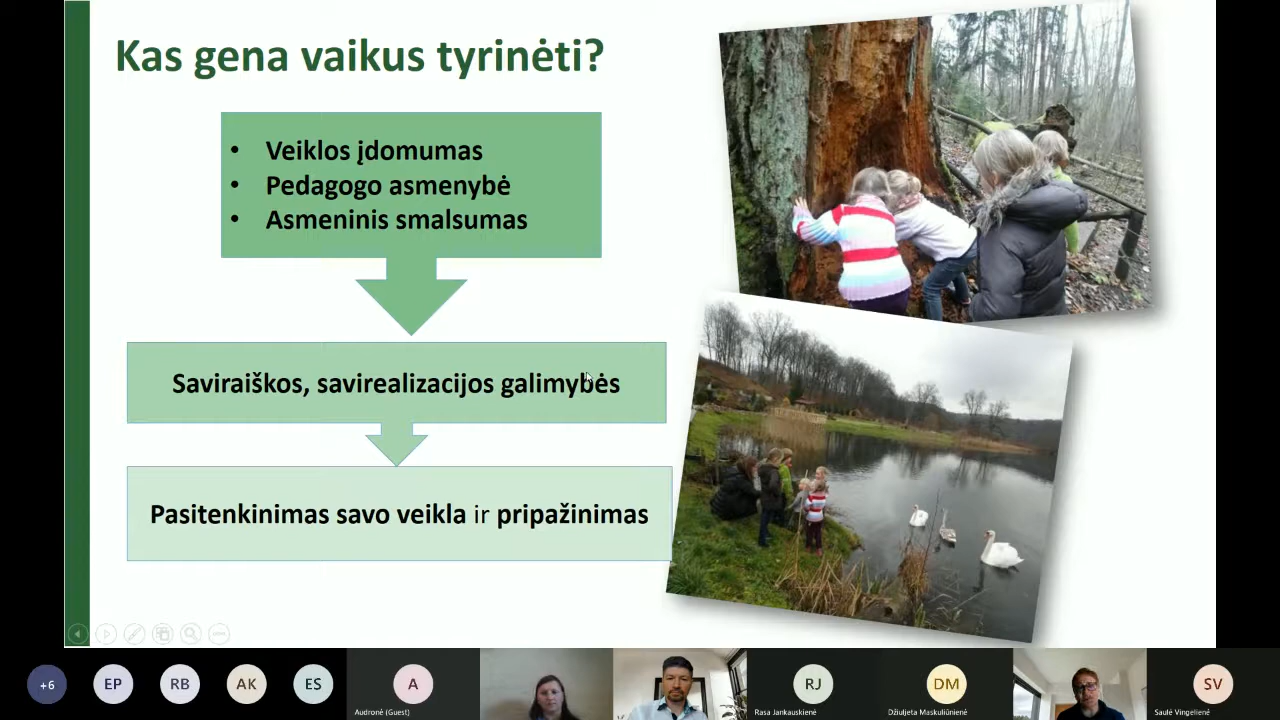 Kas gena vaikus tyrinėti?
• Veiklos įdomumas
• Pedagogo asmenybė
• Asmeninis smalsumas
Saviraiškos, savirealizacijos galimybės
Pasitenkinimas savo veikla ir pripažinimas
+6
EP
RB
AK
ES
A
RJ
DM
SV
Audronė (Guest)
Rasa Jankauskienė
Džiuljeta Maskuliūnienė
Saulė Vingelienė